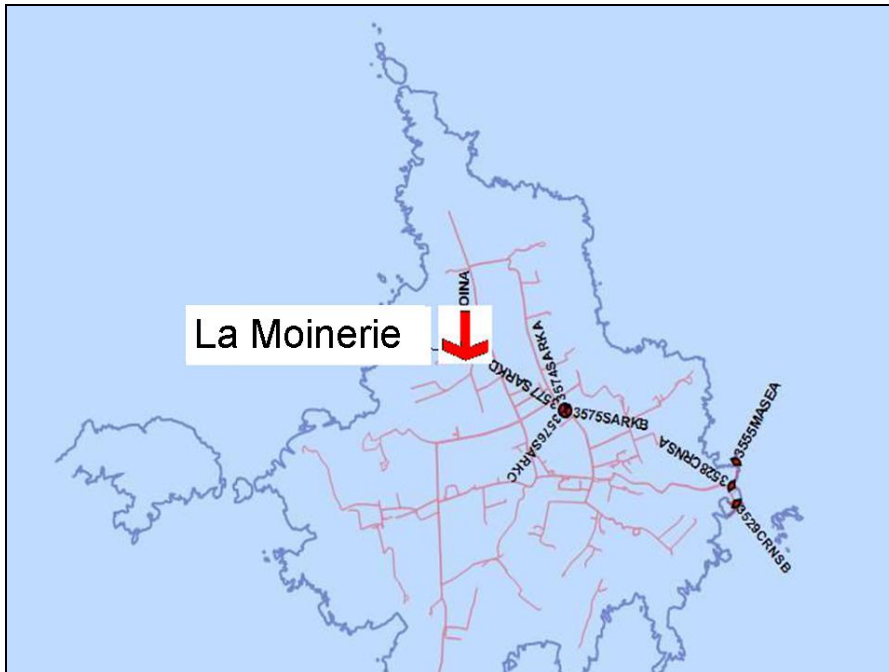 OINA
La Moinerie
3574SARKA
3577SARKD
3575SARKB
3576SARKC
3555MASEA
3528CRNSA
3529CRNSB